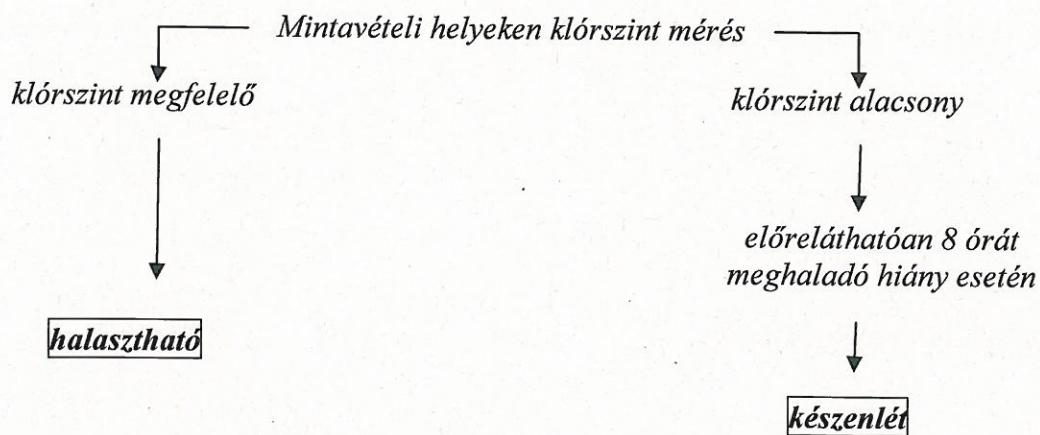 Mintavételi helyeken klórszint mérés
klórszint megfelelő
klórszint alacsony
előreláthatóan 8 órát
meghaladó hiány esetén
halasztható
készenlét